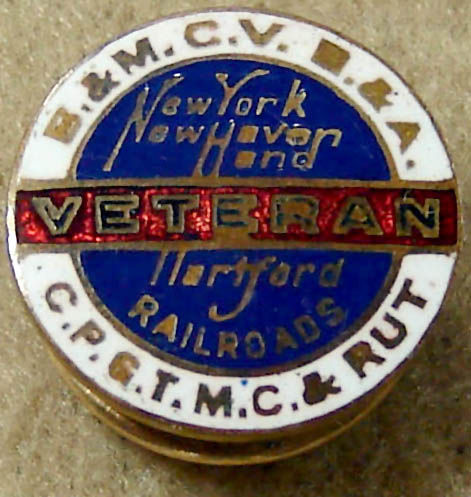 B.&M. C.V. B.&A.
New York
New Haven
and
VETERAN
Hartford
RAILROADS
C.P. G.T. M.C. & RUT